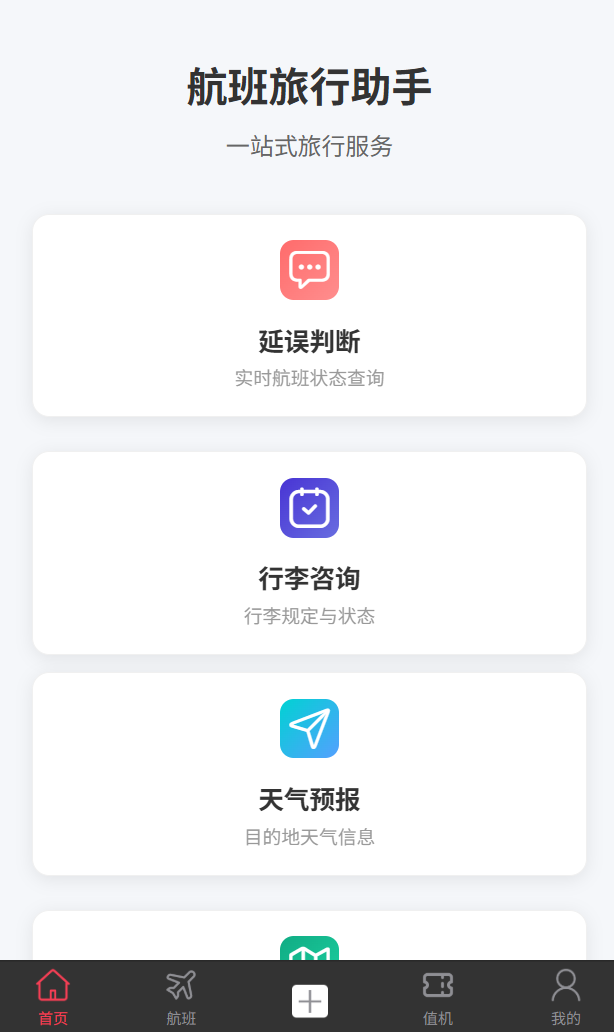 航班旅行助手
一站式旅行服务
延误判断
实时航班状态查询
行李咨询
行李规定与状态
天气预报
目的地天气信息
首页
航班
值机
我的